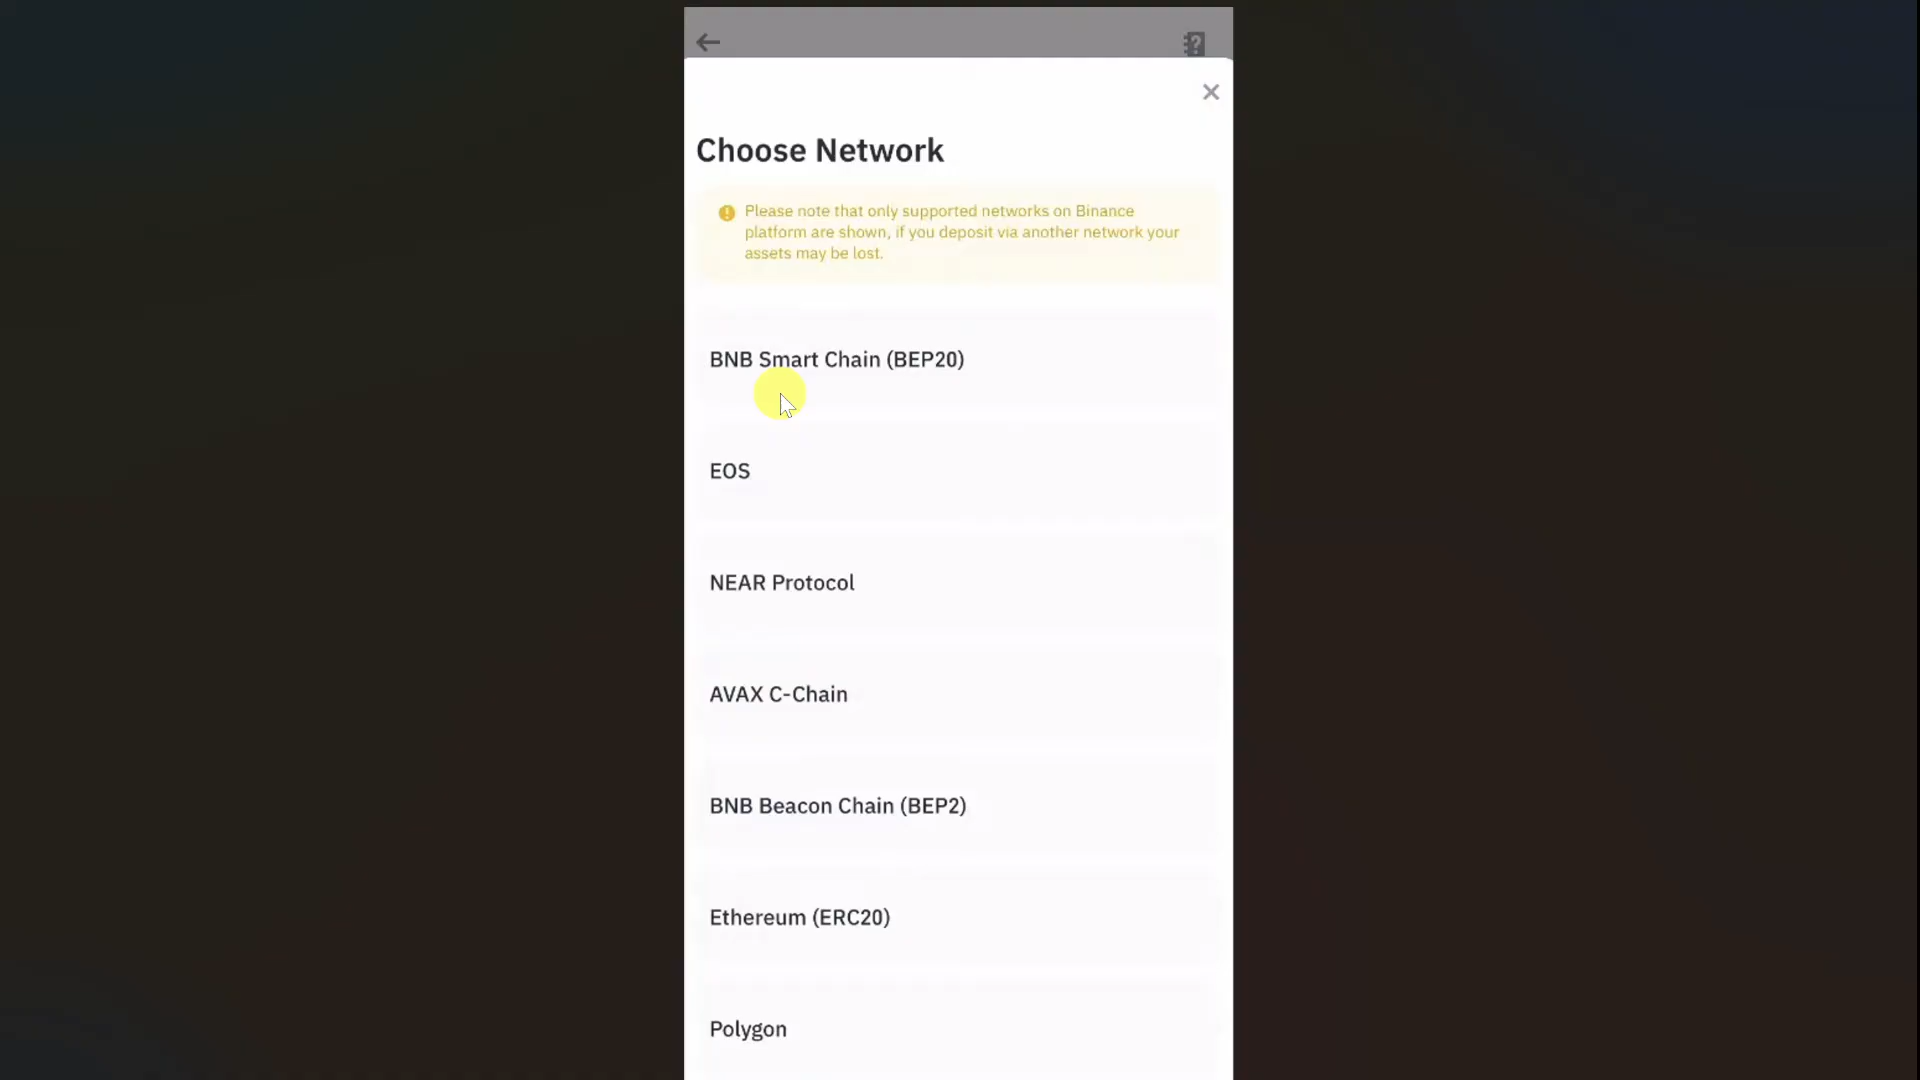 Choose Network
Please note that only supported networks on Binance
platform are shown, if you deposit via another network your
assets may be lost.
BNB Smart Chain (BEP20)
EOS
NEAR Protocol
AVAX C-Chain
BNB Beacon Chain (BEP2)
Ethereum (ERC20)
Polygon